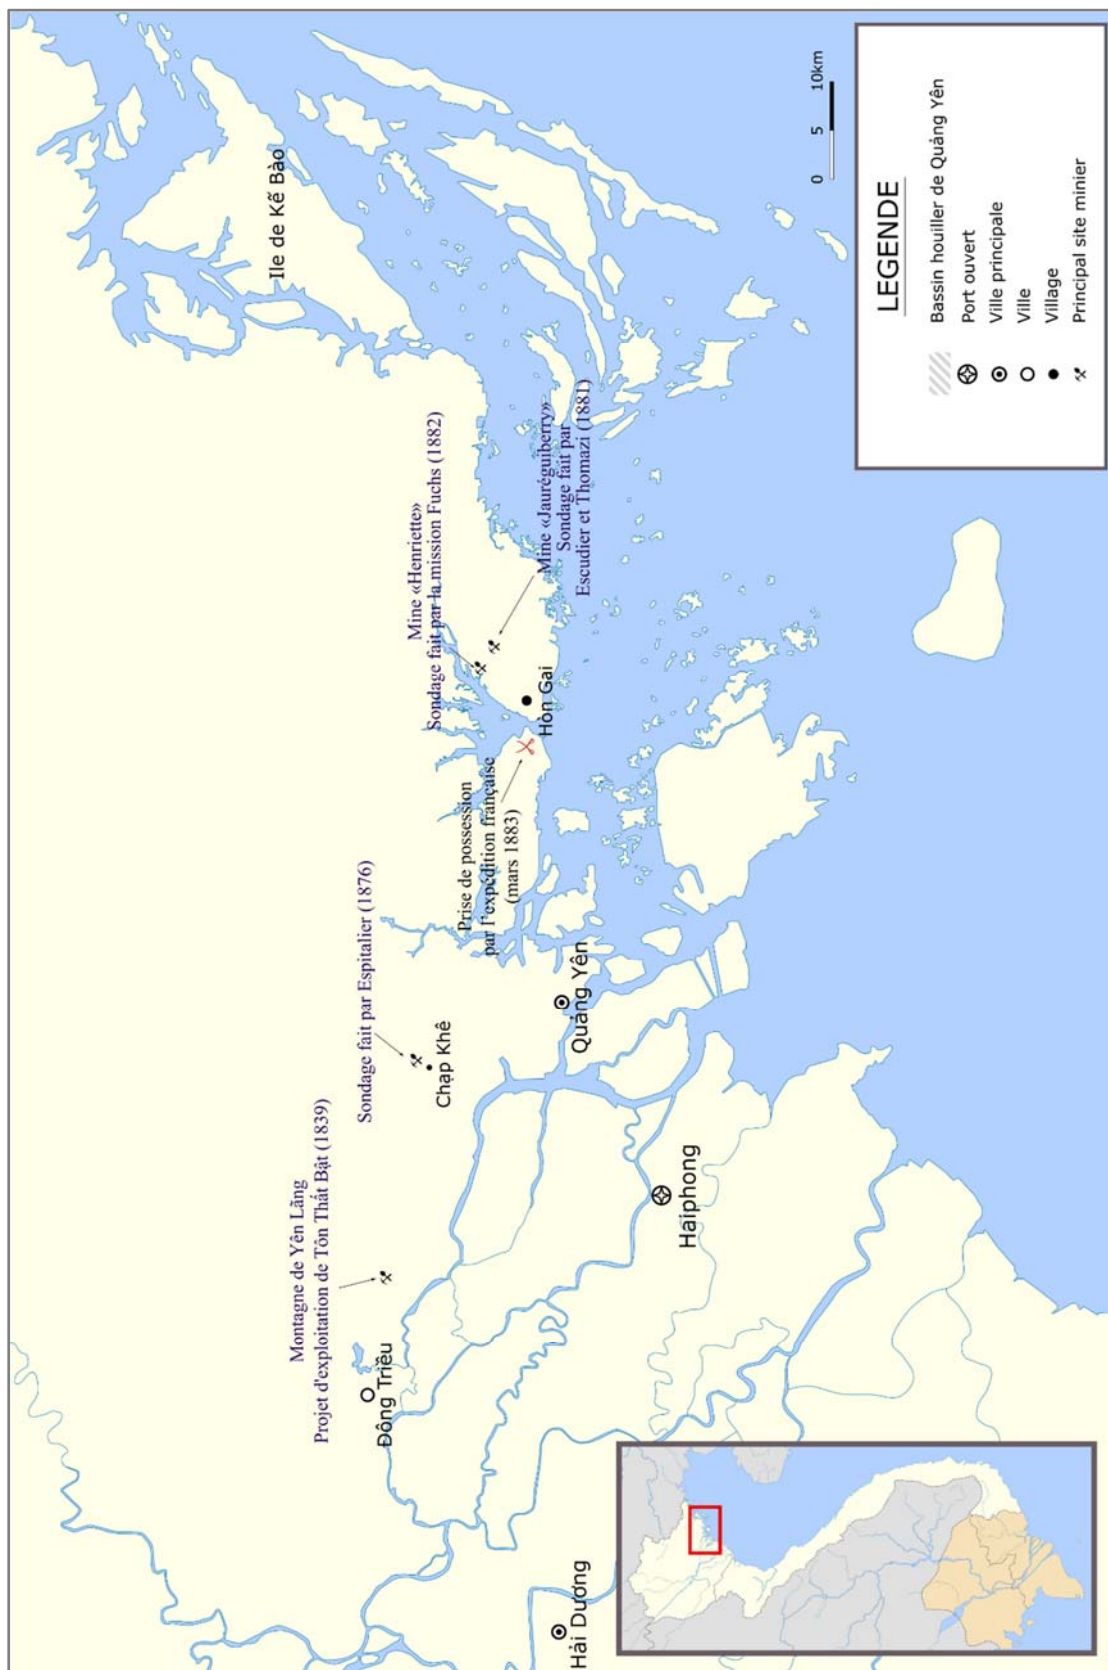 Montagne de Yên Lãng
Projet d'exploitation de Tôn Thất Bật (1839)
Sondage fait par Espitalier (1876)
Mine «Henriette»
Sondage fait par la mission Fuchs (1882)
Mine «Jauréguiberry»
Sondage fait par
Escudier et Thomazi (1881)
Prise de possession
par l'expédition française
(mars 1883)
Ile de Kế Bào
Đông Triều
Chạp Khê
Hòn Gai
Quảng Yên
Haiphong
Hải Dương
0 5 10km
LEGENDE
Bassin houiller de Quảng Yên
Port ouvert
Ville principale
Ville
Village
Principal site minier